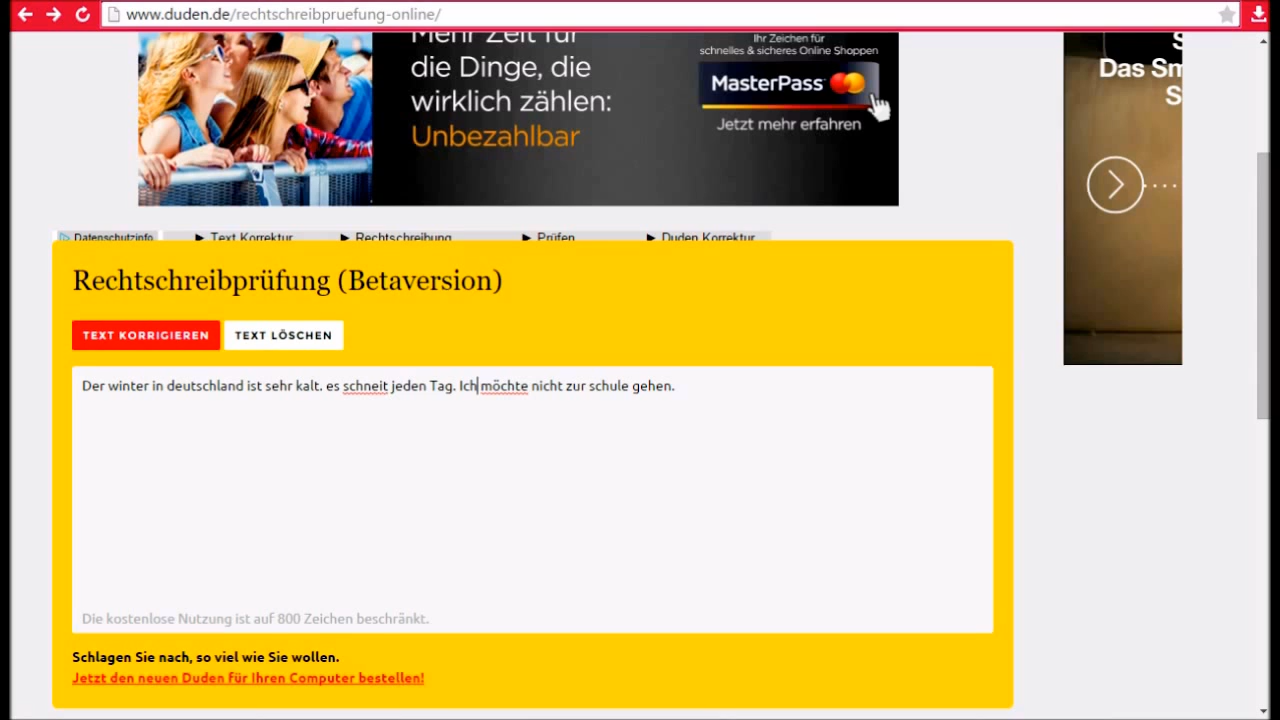 www.duden.de/rechtschreibpruefung-online/
Mehr Zeit für
die Dinge, die
wirklich zählen:
Unbezahlbar
Ihr Zeichen für
schnelles & sicheres Online Shoppen
MasterPass
Jetzt mehr erfahren
Das Sm
S
Datenschutzinfo
▶ Text Korrektur
▶ Rechtschreibung
▶ Prüfen
▶ Duden Korrektur
Rechtschreibprüfung (Betaversion)
TEXT KORRIGIEREN
TEXT LÖSCHEN
Der winter in deutschland ist sehr kalt. es schneit jeden Tag. Ich möchte nicht zur schule gehen.
Die kostenlose Nutzung ist auf 800 Zeichen beschränkt.
Schlagen Sie nach, so viel wie Sie wollen.
Jetzt den neuen Duden für Ihren Computer bestellen!